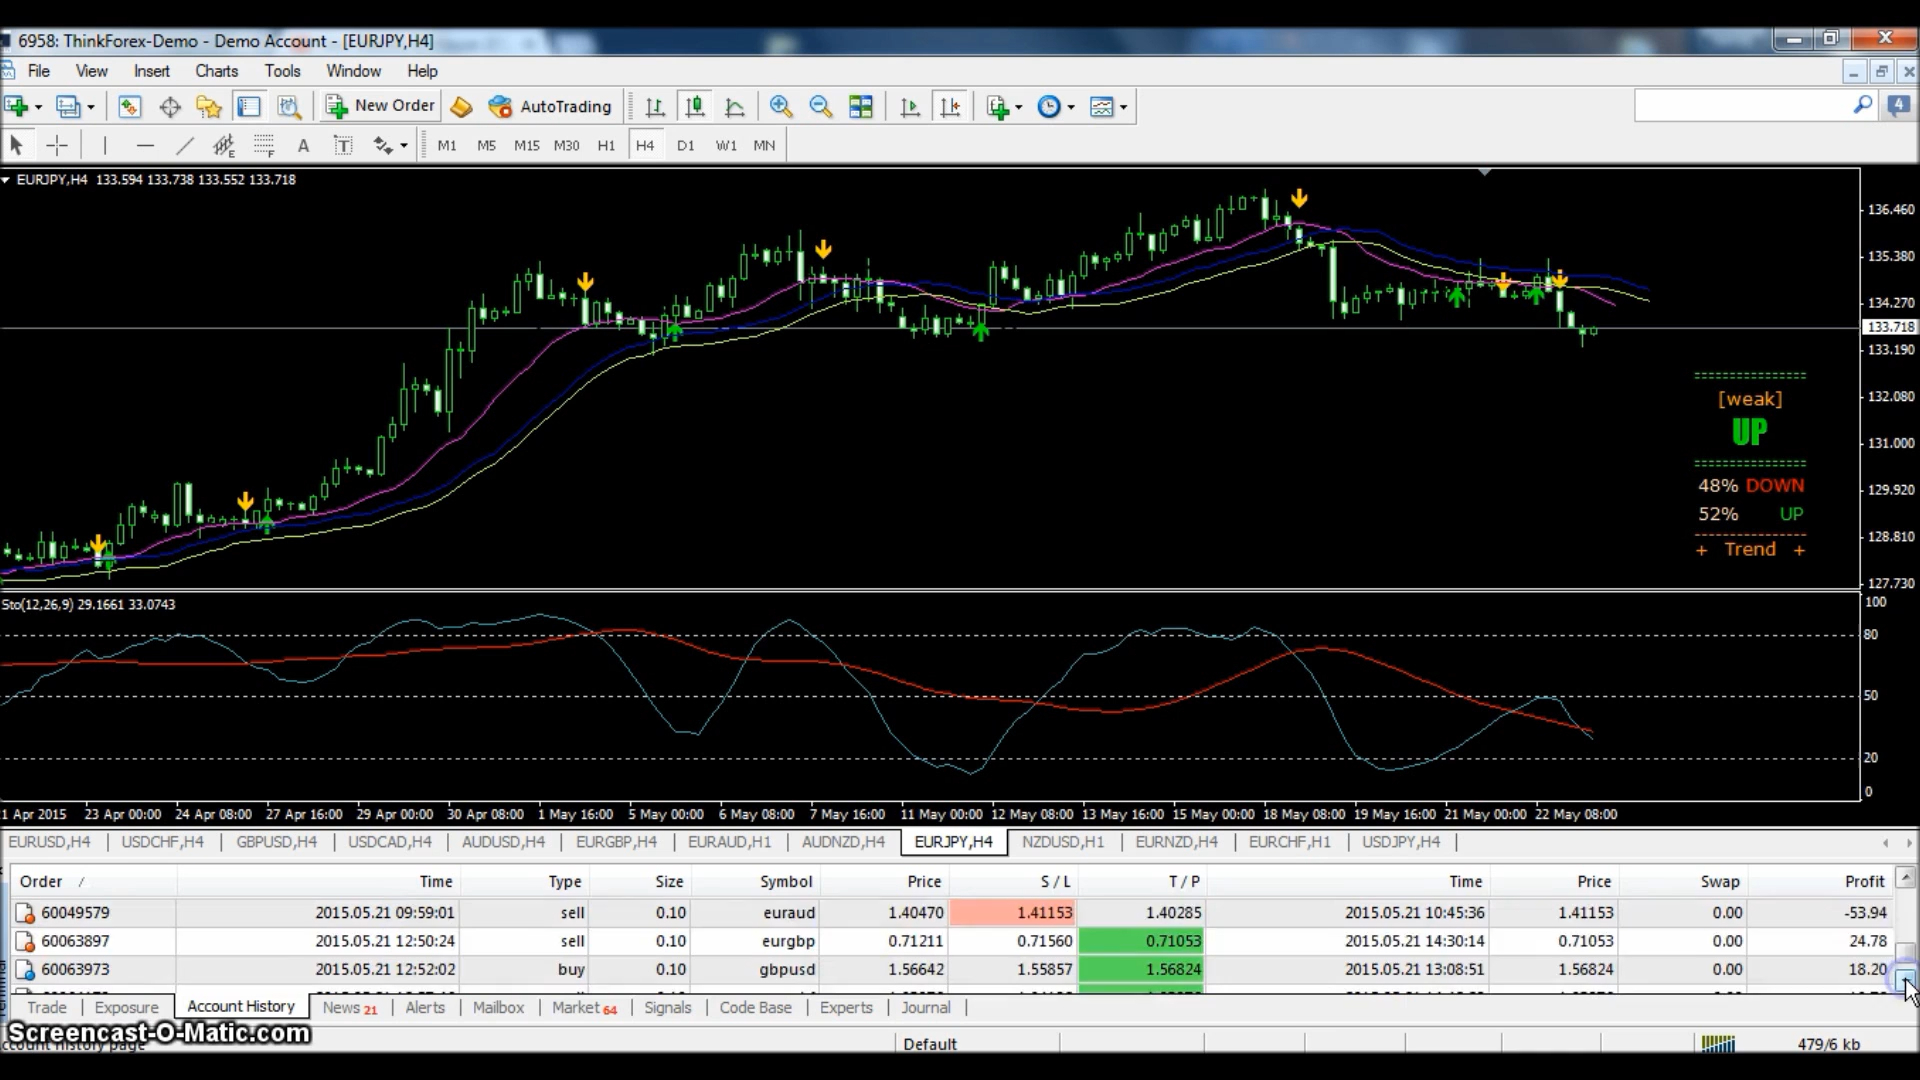 6958: ThinkForex-Demo - Demo Account - [EURJPY,H4]
File View Insert Charts Tools Window Help
New Order AutoTrading 4
E F A T M1 M5 M15 M30 H1 H4 D1 W1 MN
EURJPY,H4 133.594 133.738 133.552 133.718
136.460
135.380
134.270
133.718
133.190
132.080
131.000
129.920
128.810
127.730
[weak]
UP
48% DOWN
52% UP
+ Trend +
Sto(12,26,9) 29.1661 33.0743
100
80
50
20
0
1 Apr 2015 23 Apr 00:00 24 Apr 08:00 27 Apr 16:00 29 Apr 00:00 30 Apr 08:00 1 May 16:00 5 May 00:00 6 May 08:00 7 May 16:00 11 May 00:00 12 May 08:00 13 May 16:00 15 May 00:00 18 May 08:00 19 May 16:00 21 May 00:00 22 May 08:00
EURUSD,H4 USDCHF,H4 GBPUSD,H4 USDCAD,H4 AUDUSD,H4 EURGBP,H4 EURAUD,H1 AUDNZD,H4 EURJPY,H4 NZDUSD,H1 EURNZD,H4 EURCHF,H1 USDJPY,H4
Order / Time Type Size Symbol Price S / L T / P Time Price Swap Profit
60049579 2015.05.21 09:59:01 sell 0.10 euraud 1.40470 1.41153 1.40285 2015.05.21 10:45:36 1.41153 0.00 -53.94
60063897 2015.05.21 12:50:24 sell 0.10 eurgbp 0.71211 0.71560 0.71053 2015.05.21 14:30:14 0.71053 0.00 24.78
60063973 2015.05.21 12:52:02 buy 0.10 gbpusd 1.56642 1.55857 1.56824 2015.05.21 13:08:51 1.56824 0.00 18.20
Trade Exposure Account History News 21 Alerts Mailbox Market 64 Signals Code Base Experts Journal
Screencast-O-Matic.com
Default 479/6 kb